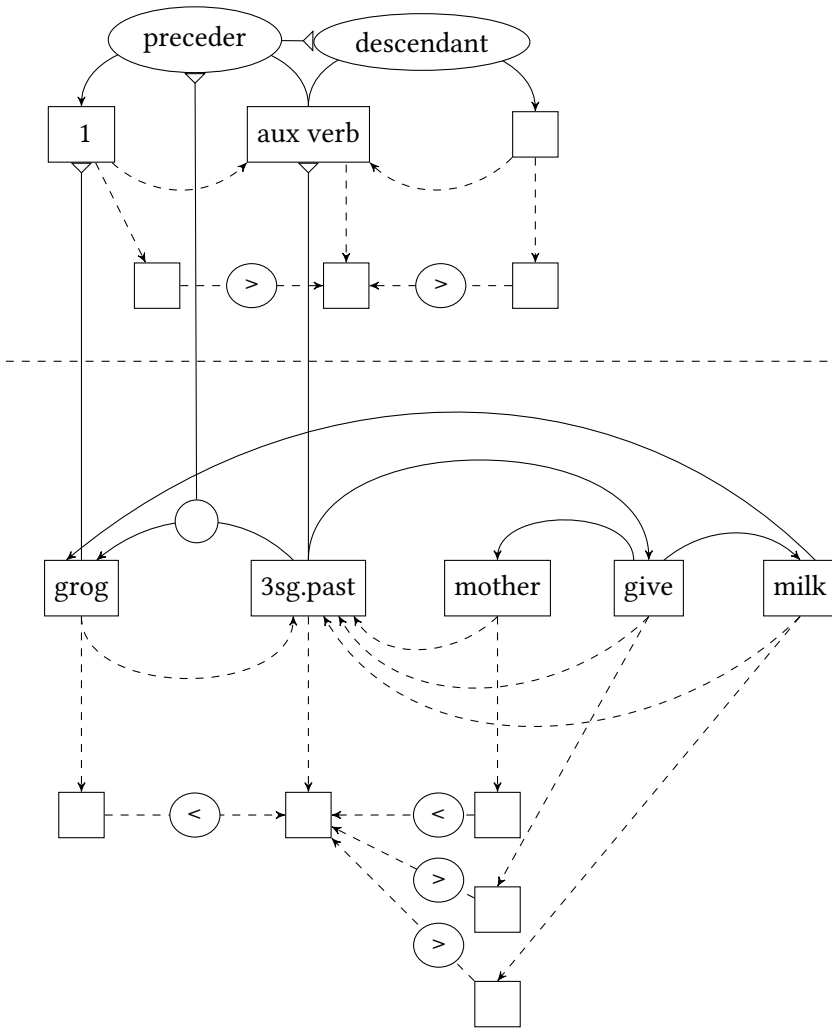 preceder descendant
1 aux verb
> >
grog 3sg.past mother give milk
< <
>
>